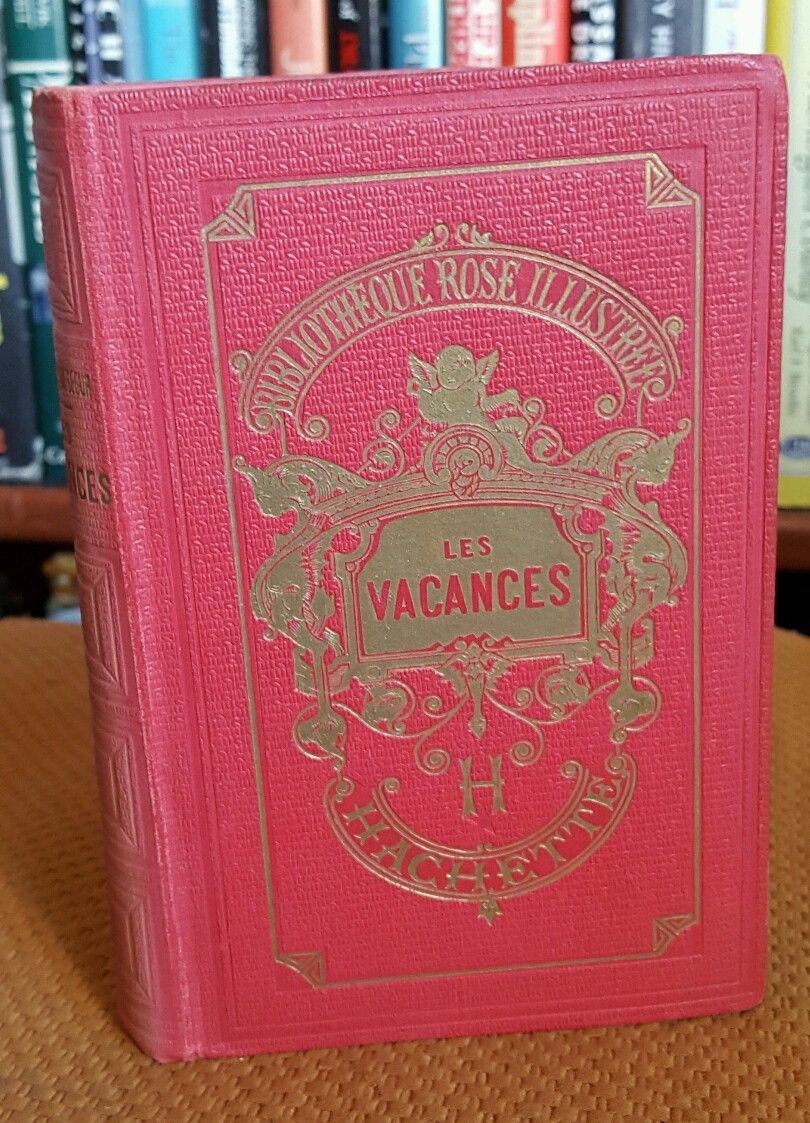 BIBLIOTHÈQUE ROSE ILLUSTRÉE
LES
VACANCES
H
HACHETTE